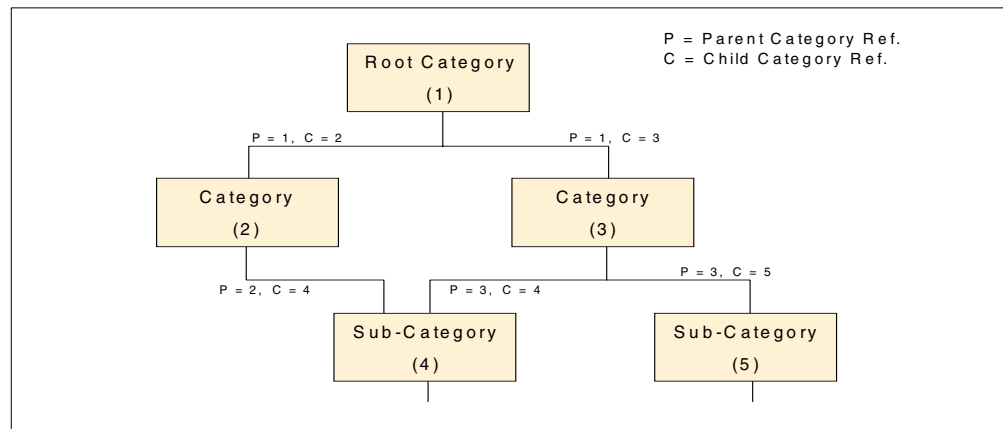 P = Parent Category Ref.
C = Child Category Ref.
Root Category
(1)
P = 1, C = 2
P = 1, C = 3
Category
(2)
Category
(3)
P = 2, C = 4
P = 3, C = 4
P = 3, C = 5
Sub-Category
(4)
Sub-Category
(5)